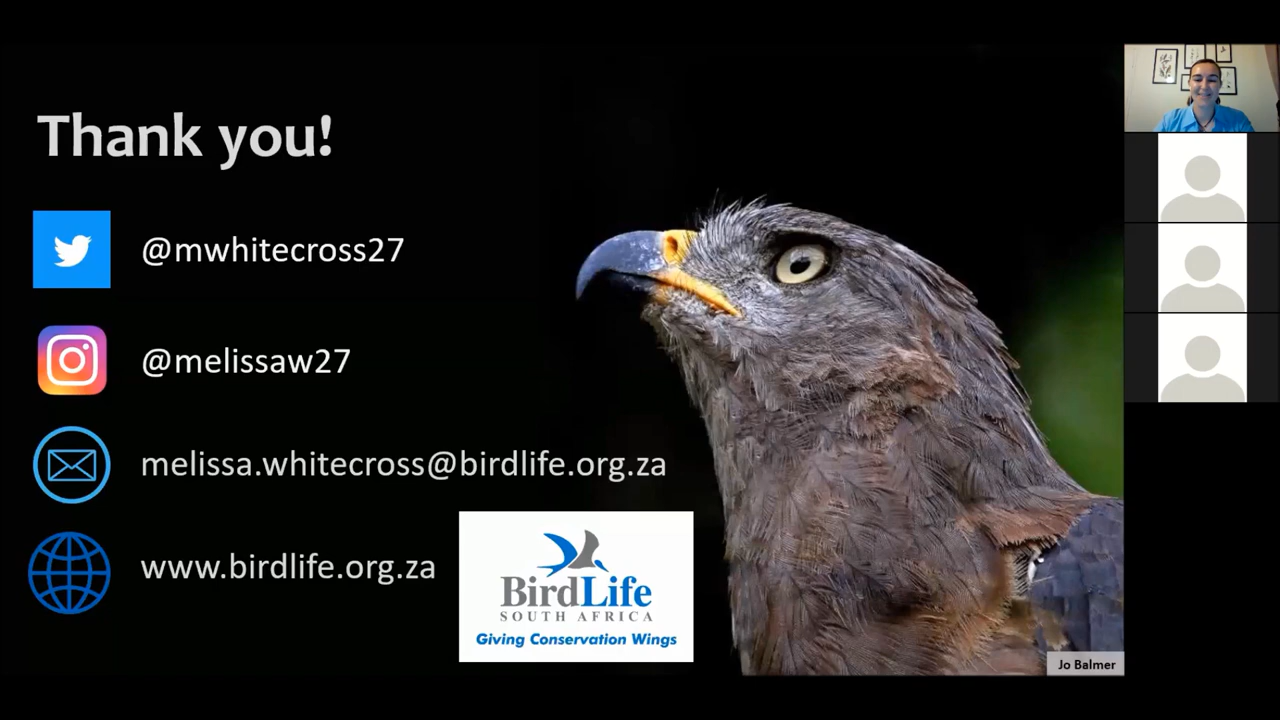 Thank you!
@mwhitecross27
@melissaw27
melissa.whitecross@birdlife.org.za
www.birdlife.org.za
BirdLife
SOUTH AFRICA
Giving Conservation Wings
Jo Balmer